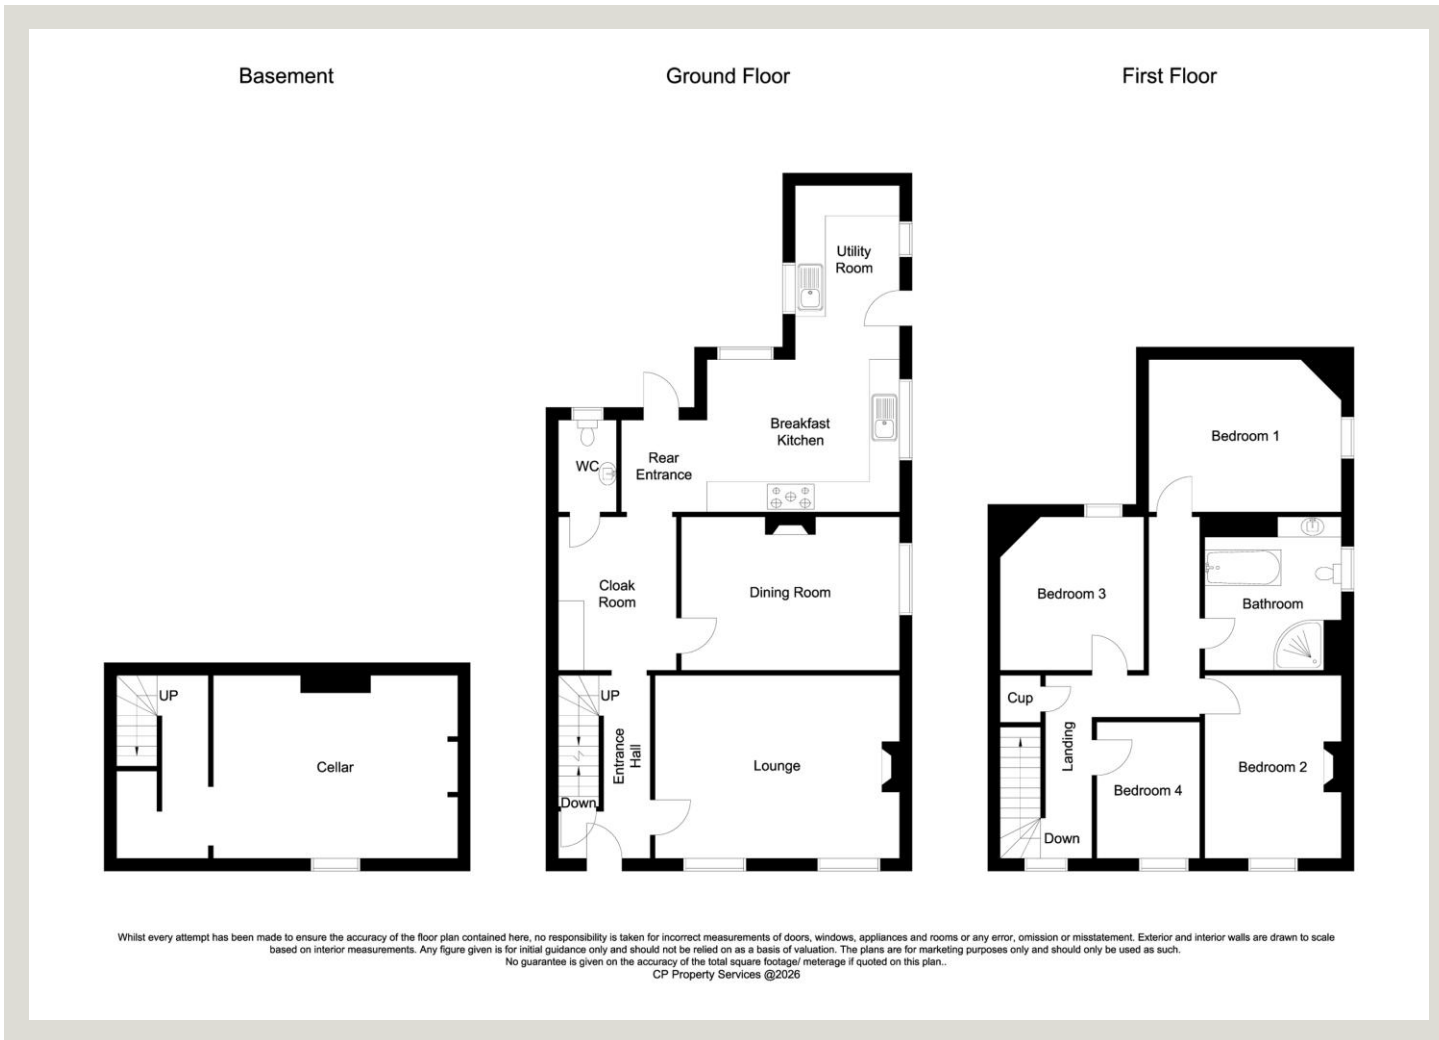 Basement
Ground Floor
First Floor
Utility
Room
Breakfast
Kitchen
WC
Rear
Entrance
Cloak
Room
Dining Room
UP
Entrance
Hall
Lounge
Down
UP
Cellar
Bedroom 1
Bedroom 3
Bathroom
Cup
Landing
Bedroom 2
Bedroom 4
Down
Whilst every attempt has been made to ensure the accuracy of the floor plan contained here, no responsibility is taken for incorrect measurements of doors, windows, appliances and rooms or any error, omission or misstatement. Exterior and interior walls are drawn to scale
based on interior measurements. Any figure given is for initial guidance only and should not be relied on as a basis of valuation. The plans are for marketing purposes only and should only be used as such.
No guarantee is given on the accuracy of the total square footage/ meterage if quoted on this plan..
CP Property Services @2026